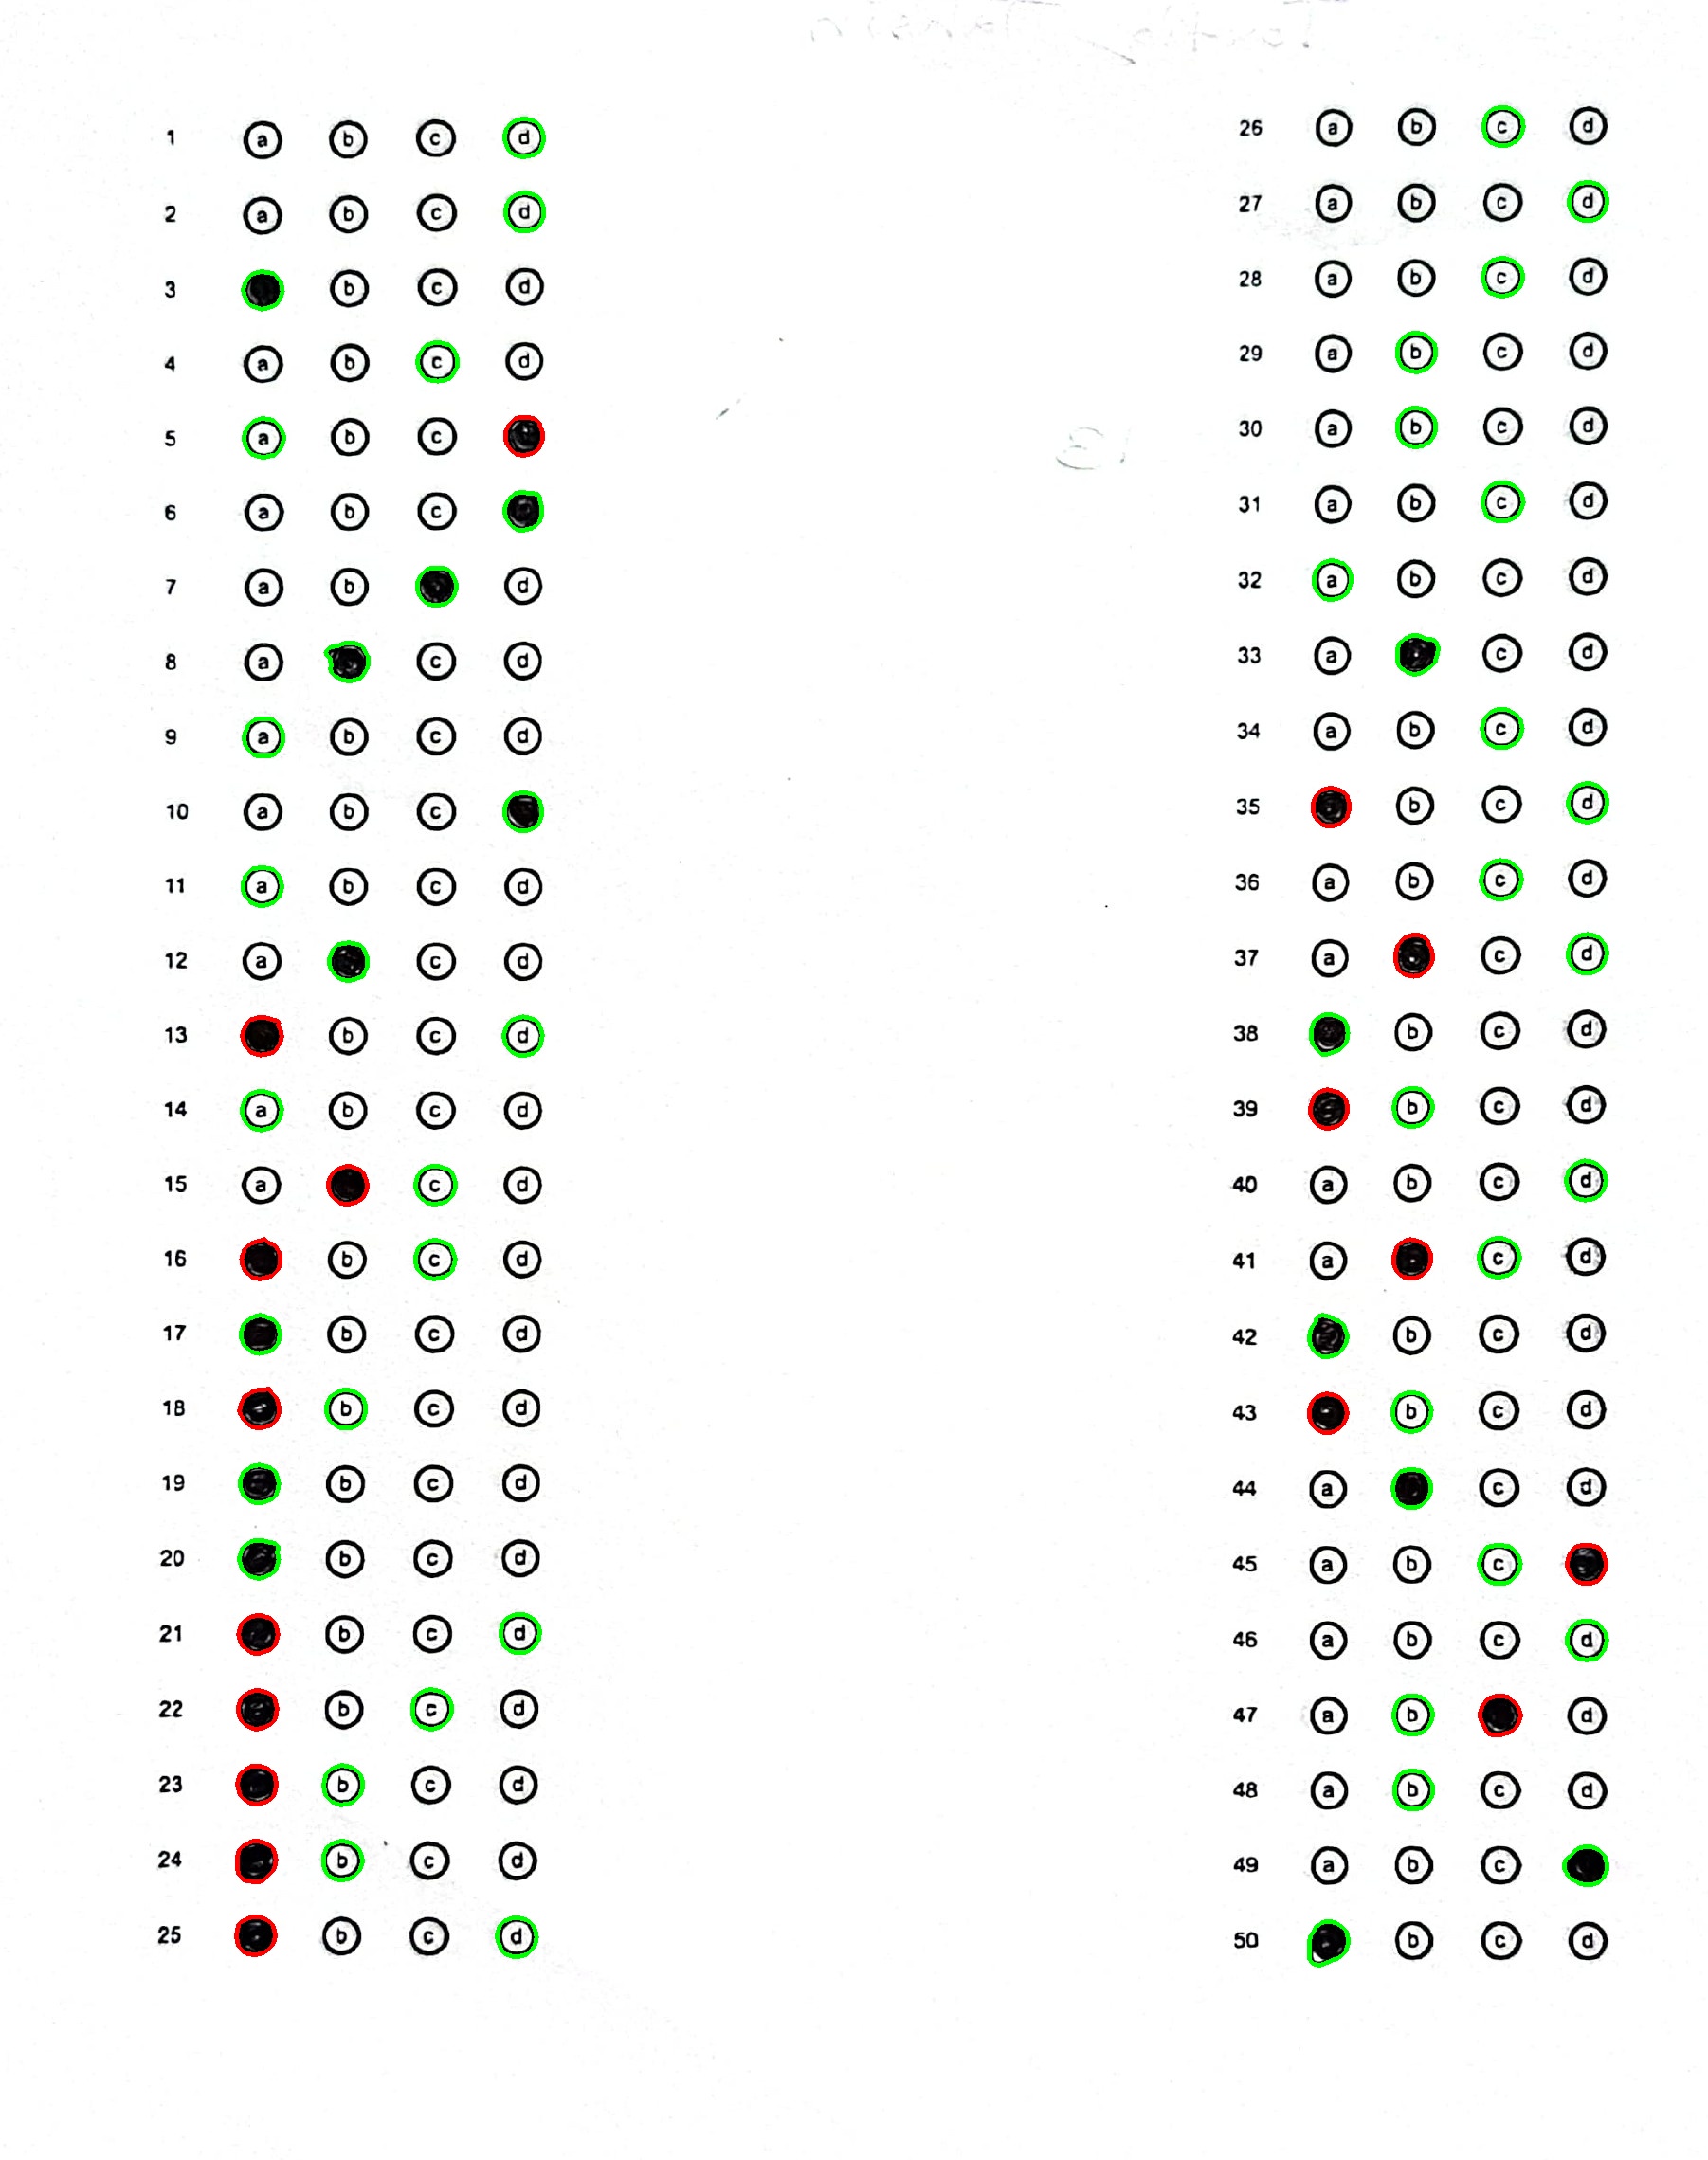 1 a b c d
2 a b c d
3 b c d
4 a b c d
5 a b c
6 a b c
7 a b d
8 a c d
9 a b c d
10 a b c
11 a b c d
12 a c d
13 b c d
14 a b c d
15 a c d
16 b c d
17 b c d
18 b c d
19 b c d
20 b c d
21 b c d
22 b c d
23 b c d
24 b c d
25 b c d
26 a b c d
27 a b c d
28 a b c d
29 a b c d
30 a b c d
31 a b c d
32 a b c d
33 a c d
34 a b c d
35 b c d
36 a b c d
37 a c d
38 b c d
39 b c d
40 a b c d
41 a c d
42 b c d
43 b c d
44 a c d
45 a b c
46 a b c d
47 a b d
48 a b c d
49 a b c
50 b c d